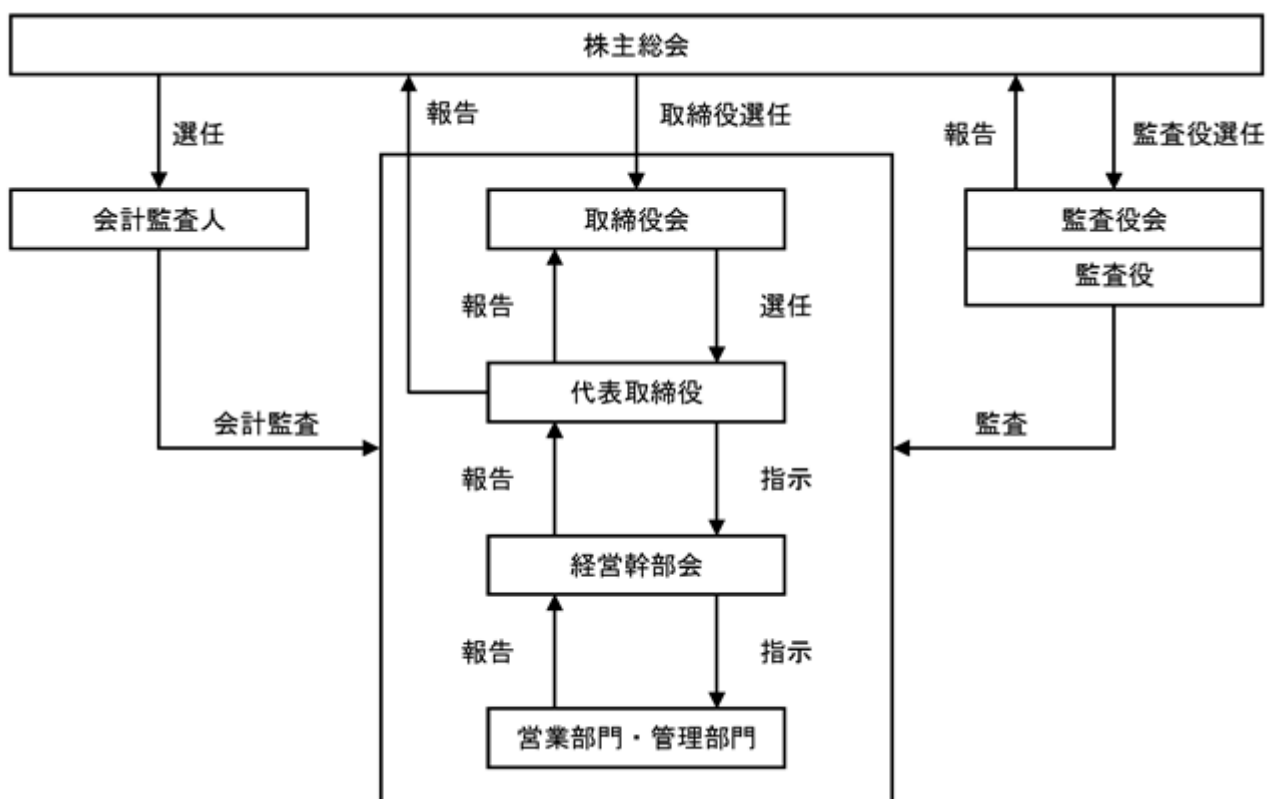 株主総会
選任
報告
取締役選任
報告
監査役選任
会計監査人
取締役会
監査役会
監査役
報告
選任
代表取締役
会計監査
監査
報告
指示
経営幹部会
報告
指示
営業部門・管理部門